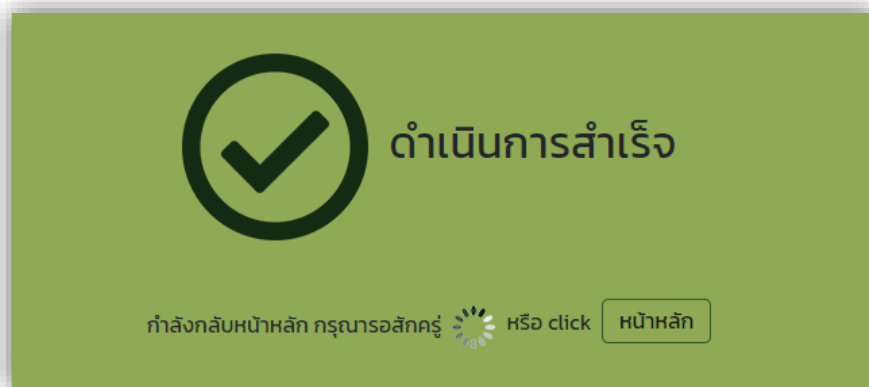 ดำเนินการสำเร็จ
กำลังกลับหน้าหลัก กรุณารอสักครู่ หรือ click หน้าหลัก